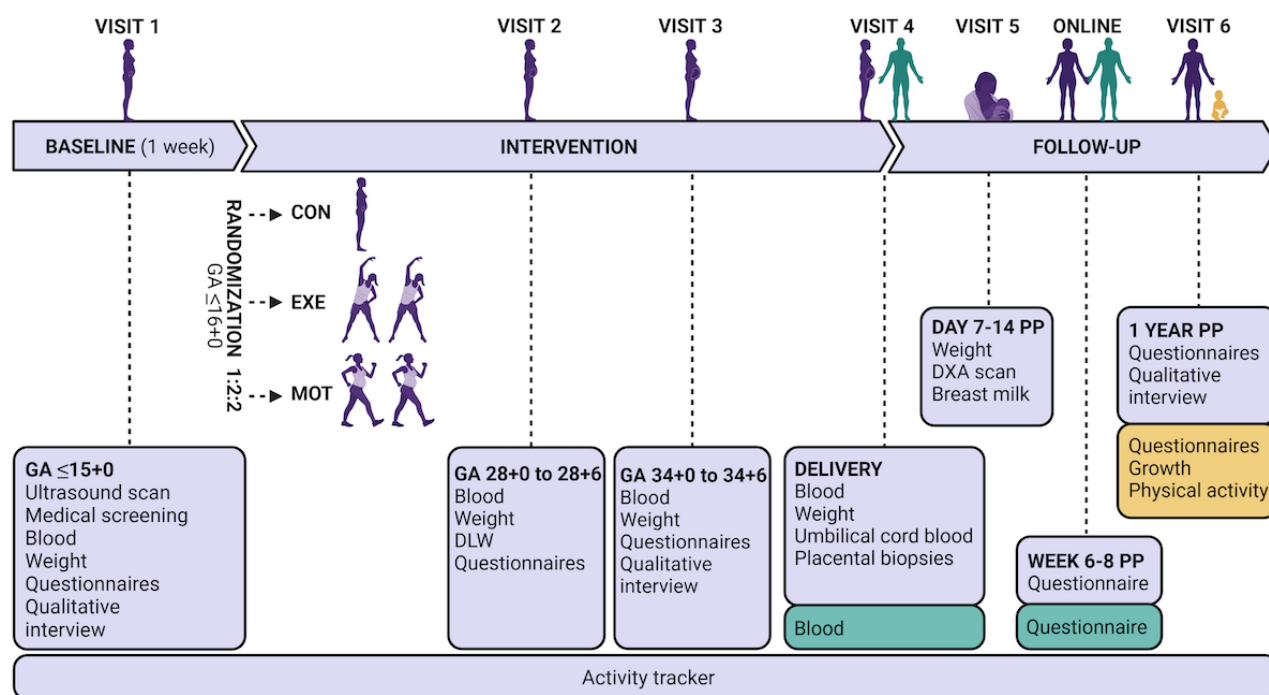 VISIT 1
VISIT 2
VISIT 3
VISIT 4
VISIT 5
ONLINE
VISIT 6
BASELINE (1 week)
INTERVENTION
FOLLOW-UP
RANDOMIZATION 1:2:2
GA ≤16+0
CON
EXE
MOT
GA ≤15+0
Ultrasound scan
Medical screening
Blood
Weight
Questionnaires
Qualitative
interview
GA 28+0 to 28+6
Blood
Weight
DLW
Questionnaires
GA 34+0 to 34+6
Blood
Weight
Questionnaires
Qualitative
interview
DELIVERY
Blood
Weight
Umbilical cord blood
Placental biopsies
Blood
DAY 7-14 PP
Weight
DXA scan
Breast milk
WEEK 6-8 PP
Questionnaire
Questionnaire
1 YEAR PP
Questionnaires
Qualitative
interview
Questionnaires
Growth
Physical activity
Activity tracker